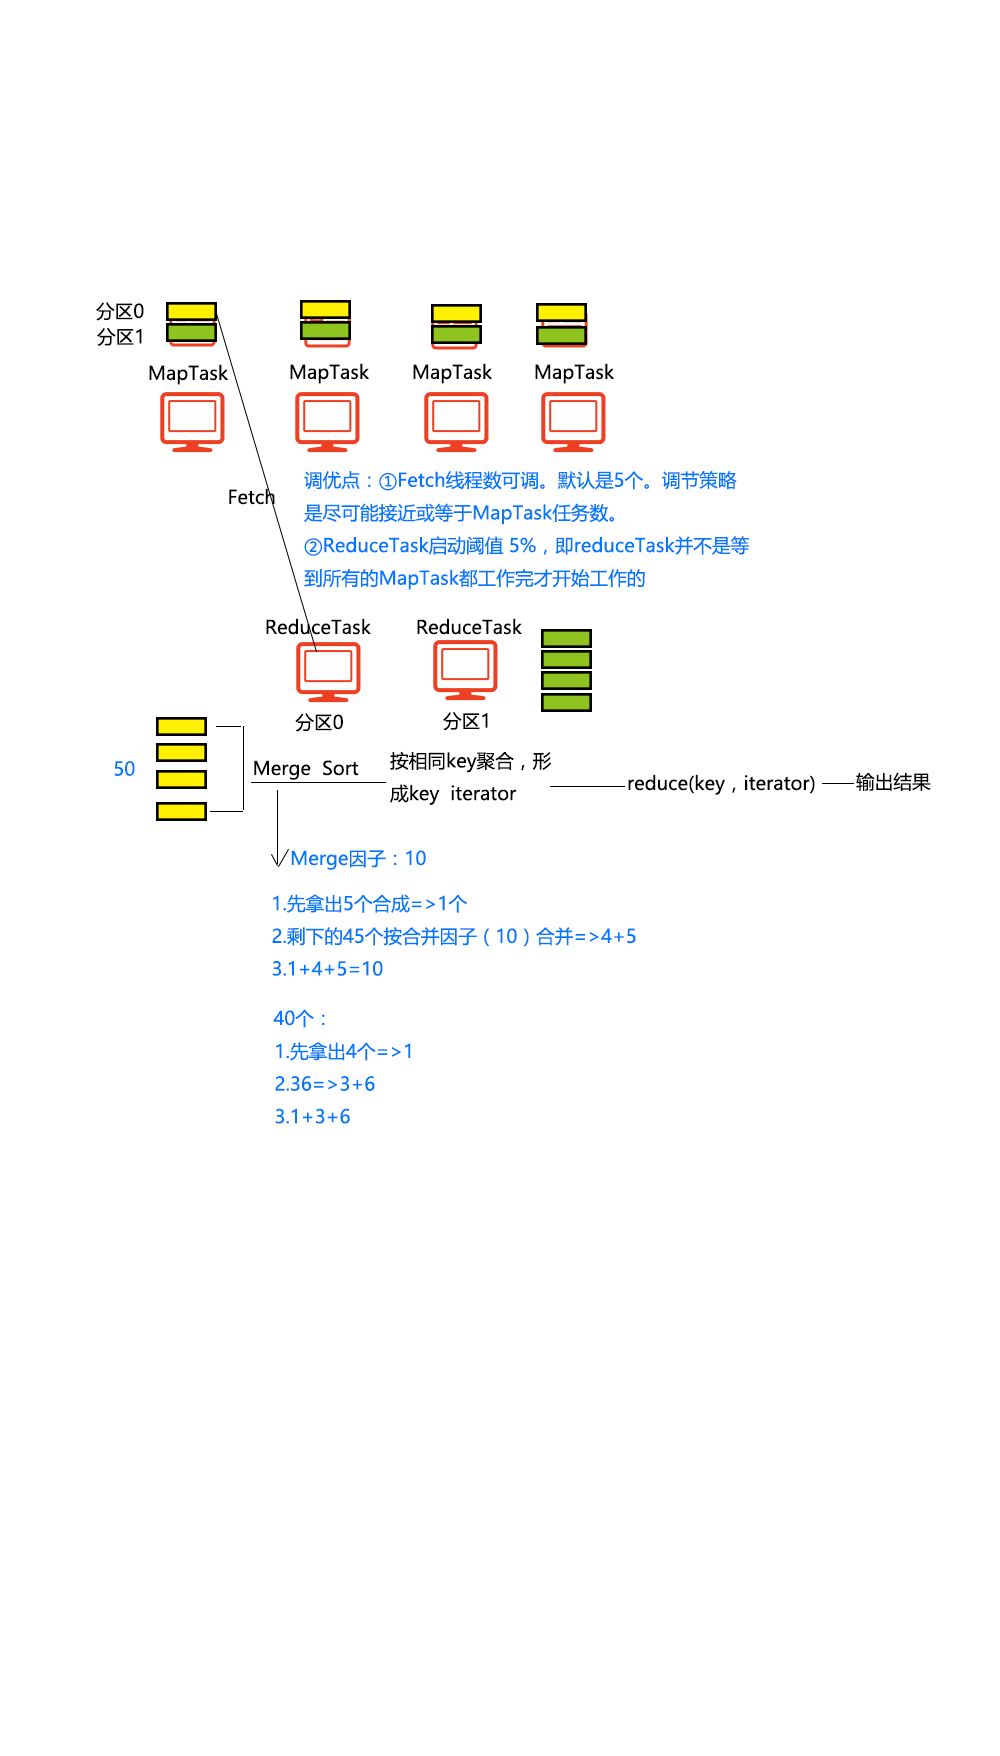 分区0
分区1
MapTask
MapTask
MapTask
MapTask
Fetch
调优点：①Fetch线程数可调。默认是5个。调节策略
是尽可能接近或等于MapTask任务数。
②ReduceTask启动阈值 5%，即reduceTask并不是等
到所有的MapTask都工作完才开始工作的
ReduceTask
ReduceTask
分区0
分区1
50
Merge Sort
按相同key聚合，形
成key iterator
reduce(key，iterator)
输出结果
Merge因子：10
1.先拿出5个合成=>1个
2.剩下的45个按合并因子（10）合并=>4+5
3.1+4+5=10
40个：
1.先拿出4个=>1
2.36=>3+6
3.1+3+6